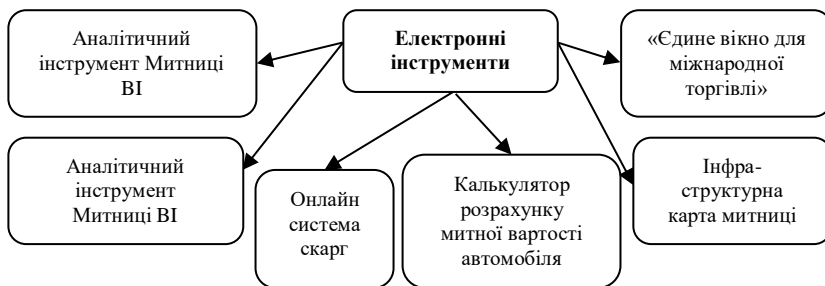 Аналітичний
інструмент Митниці
ВІ
Електронні
інструменти
«Єдине вікно для
міжнародної
торгівлі»
Аналітичний
інструмент
Митниці ВІ
Онлайн
система
скарг
Калькулятор
розрахунку
митної вартості
автомобіля
Інфра-
структурна
карта митниці